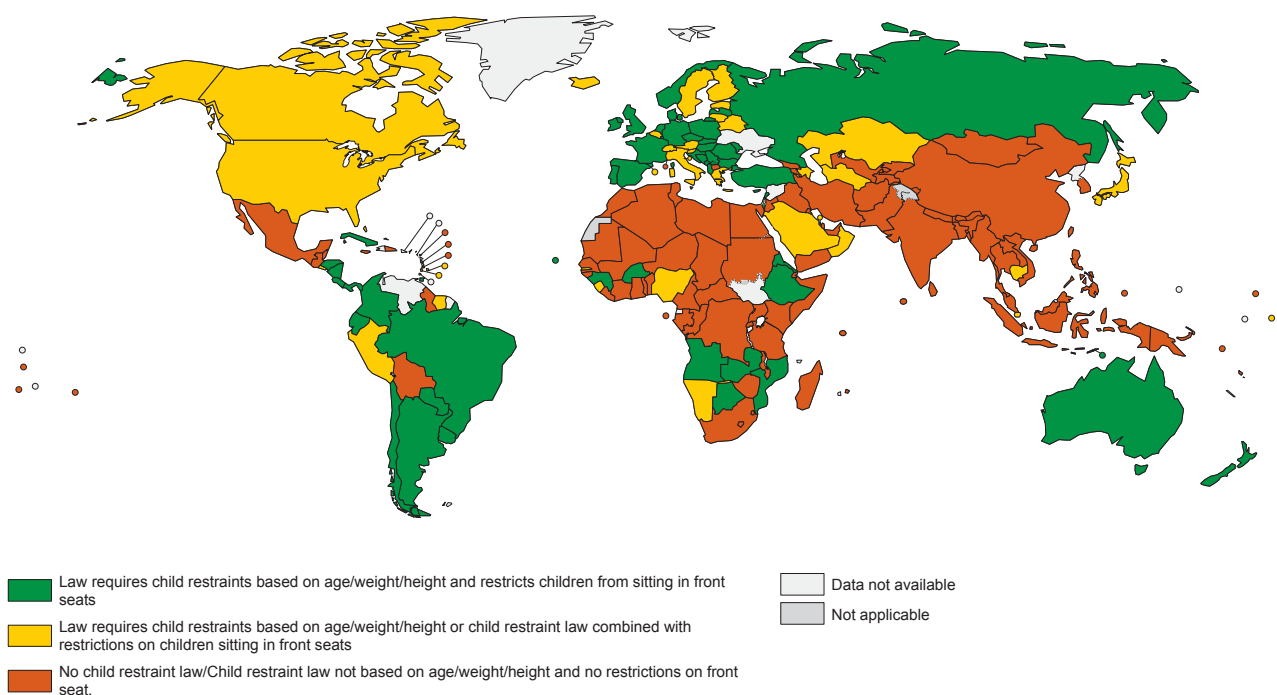 Law requires child restraints based on age/weight/height and restricts children from sitting in front
seats
Law requires child restraints based on age/weight/height or child restraint law combined with
restrictions on children sitting in front seats
No child restraint law/Child restraint law not based on age/weight/height and no restrictions on front
seat.
Data not available
Not applicable